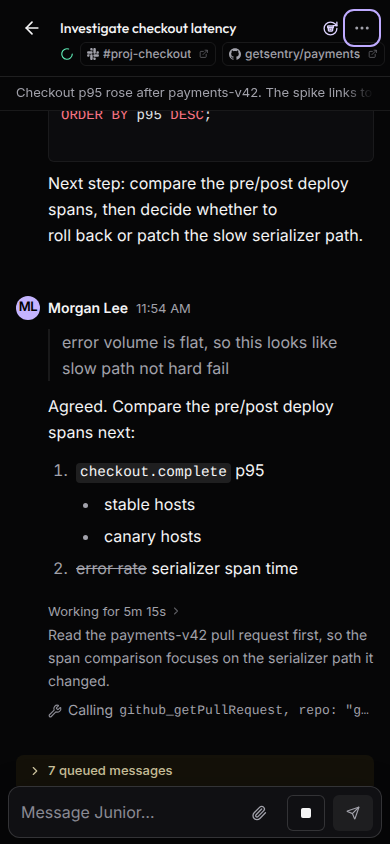 Investigate checkout latency
#proj-checkout getsentry/payments
Checkout p95 rose after payments-v42. The spike links to
ORDER BY p95 DESC;
Next step: compare the pre/post deploy
spans, then decide whether to
roll back or patch the slow serializer path.
ML Morgan Lee 11:54 AM
error volume is flat, so this looks like
slow path not hard fail
Agreed. Compare the pre/post deploy
spans next:
1. checkout.complete p95
• stable hosts
• canary hosts
2. error rate serializer span time
Working for 5m 15s
Read the payments-v42 pull request first, so the
span comparison focuses on the serializer path it
changed.
Calling github_getPullRequest, repo: "g…
7 queued messages
Message Junior...